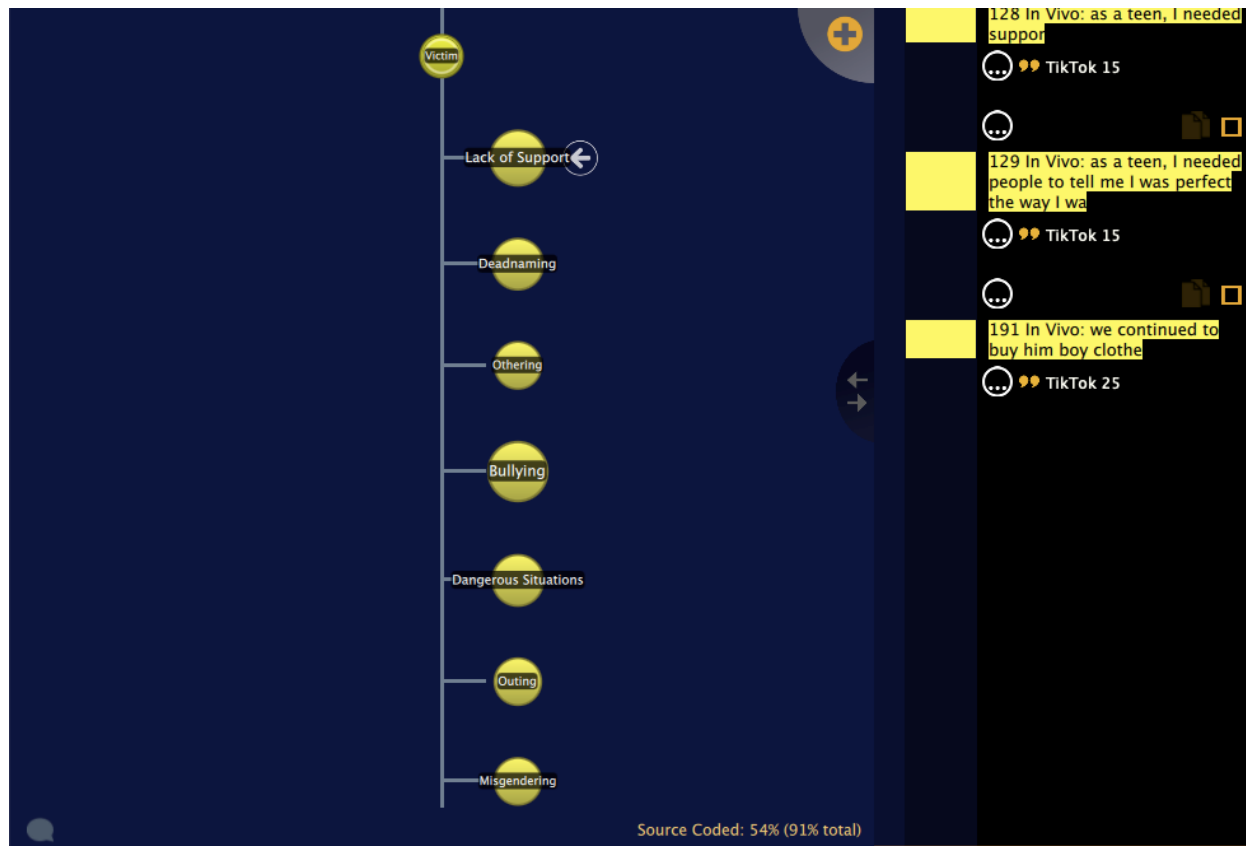 Victim
Lack of Support
Deadnaming
Othering
Bullying
Dangerous Situations
Outing
Misgendering
Source Coded: 54% (91% total)
128 In Vivo: as a teen, I needed
suppor
TikTok 15
129 In Vivo: as a teen, I needed
people to tell me I was perfect
the way I wa
TikTok 15
191 In Vivo: we continued to
buy him boy clothe
TikTok 25